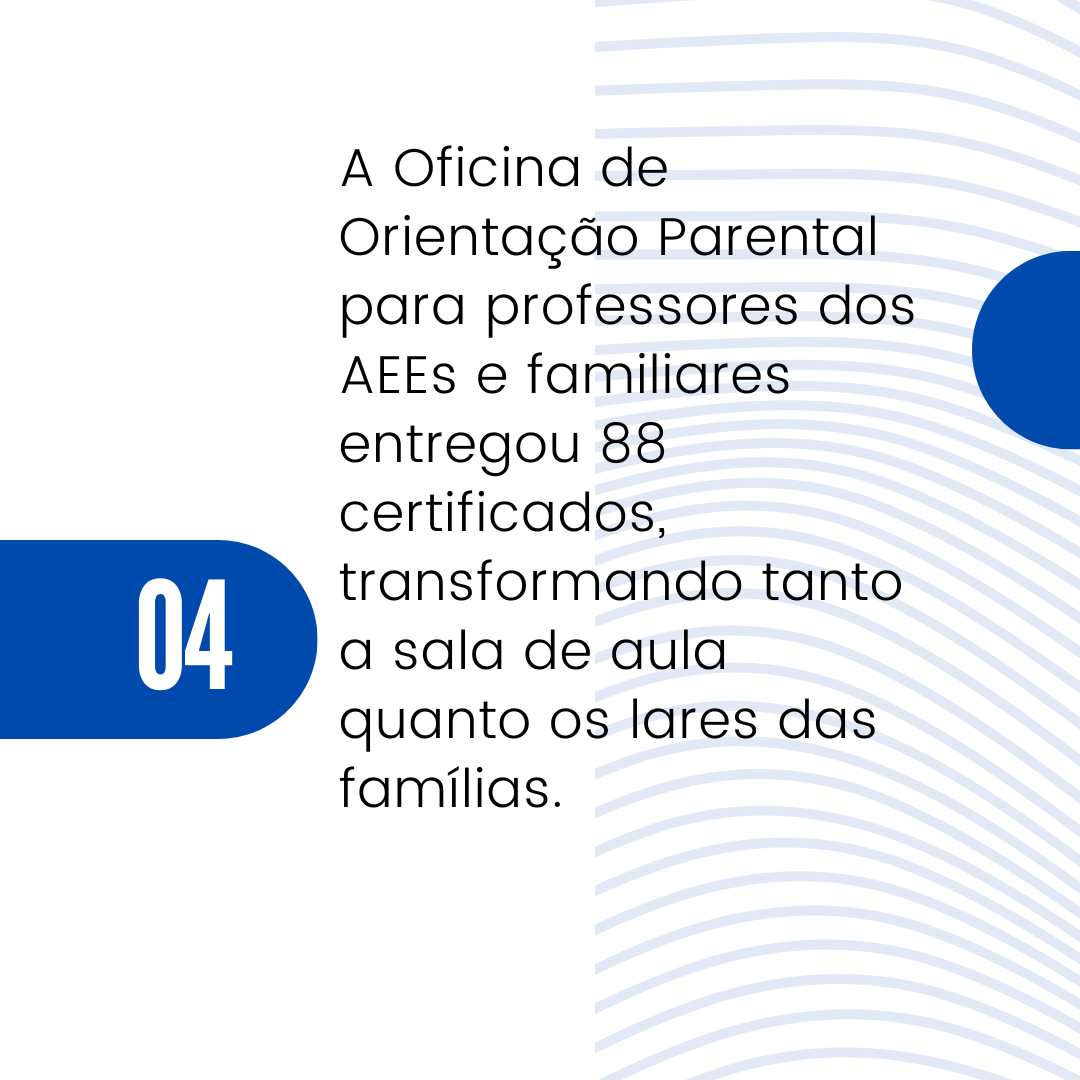 A Oficina de
Orientação Parental
para professores dos
AEEs e familiares
entregou 88
certificados,
transformando tanto
a sala de aula
quanto os lares das
famílias.
04